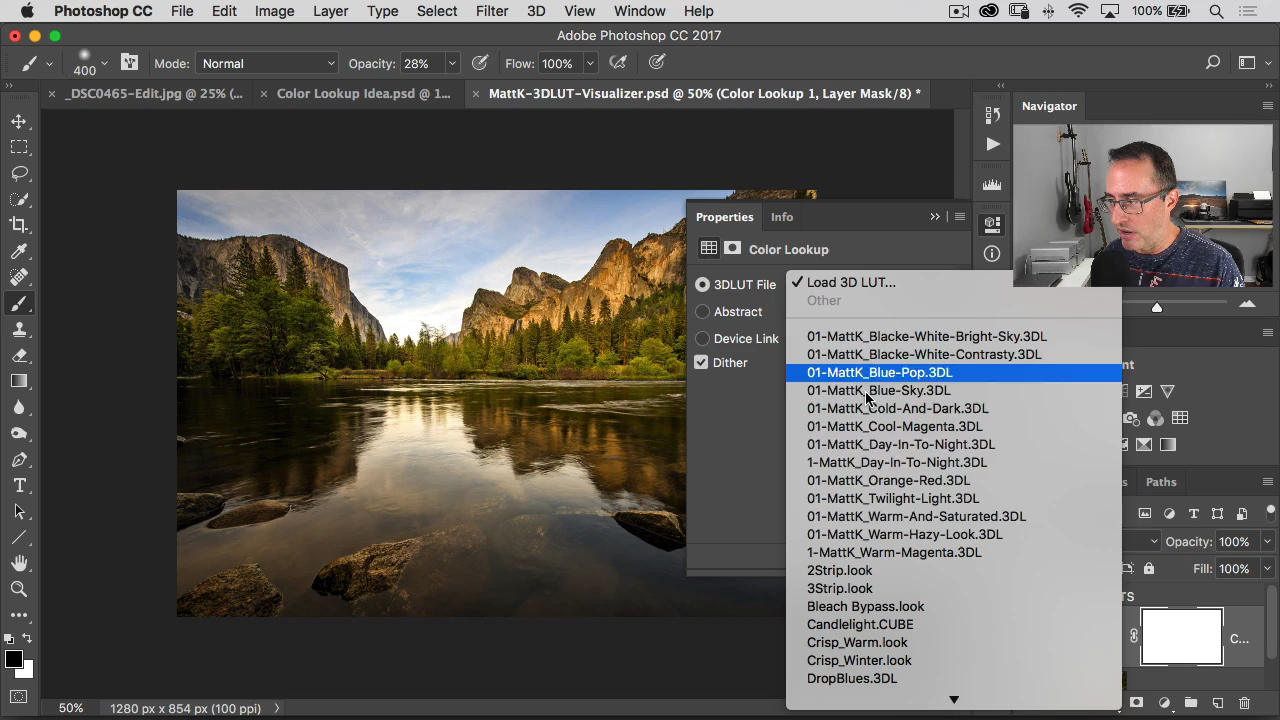 Photoshop CC File Edit Image Layer Type Select Filter 3D View Window Help 100%
Adobe Photoshop CC 2017
400 Mode: Normal Opacity: 28% Flow: 100%
× _DSC0465-Edit.jpg @ 25% (... × Color Lookup Idea.psd @ 1... × MattK-3DLUT-Visualizer.psd @ 50% (Color Lookup 1, Layer Mask/8) *
Navigator
Properties Info
Color Lookup
3DLUT File
Abstract
Device Link
Dither
✓ Load 3D LUT...
Other
01-MattK_Blacke-White-Bright-Sky.3DL
01-MattK_Blacke-White-Contrasty.3DL
01-MattK_Blue-Pop.3DL
01-MattK_Blue-Sky.3DL
01-MattK_Cold-And-Dark.3DL
01-MattK_Cool-Magenta.3DL
01-MattK_Day-In-To-Night.3DL
1-MattK_Day-In-To-Night.3DL
01-MattK_Orange-Red.3DL
01-MattK_Twilight-Light.3DL
01-MattK_Warm-And-Saturated.3DL
01-MattK_Warm-Hazy-Look.3DL
1-MattK_Warm-Magenta.3DL
2Strip.look
3Strip.look
Bleach Bypass.look
Candlelight.CUBE
Crisp_Warm.look
Crisp_Winter.look
DropBlues.3DL
nt
s Paths
Opacity: 100%
Fill: 100%
TS
C...
50% 1280 px x 854 px (100 ppi)